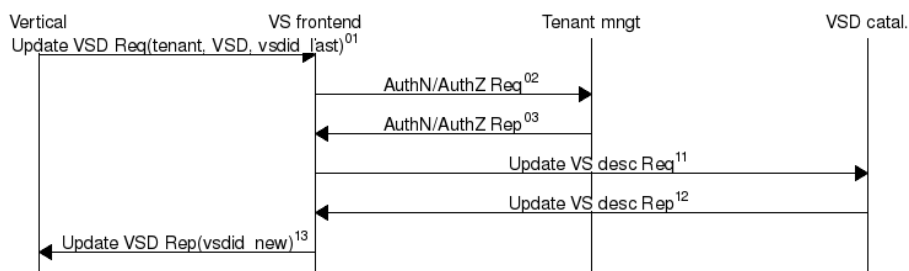 Vertical VS frontend Tenant mngt VSD catal.
Update VSD Req(tenant, VSD, vsdid_last)01
AuthN/AuthZ Req02
AuthN/AuthZ Rep03
Update VS desc Req11
Update VS desc Rep12
Update VSD Rep(vsdid_new)13